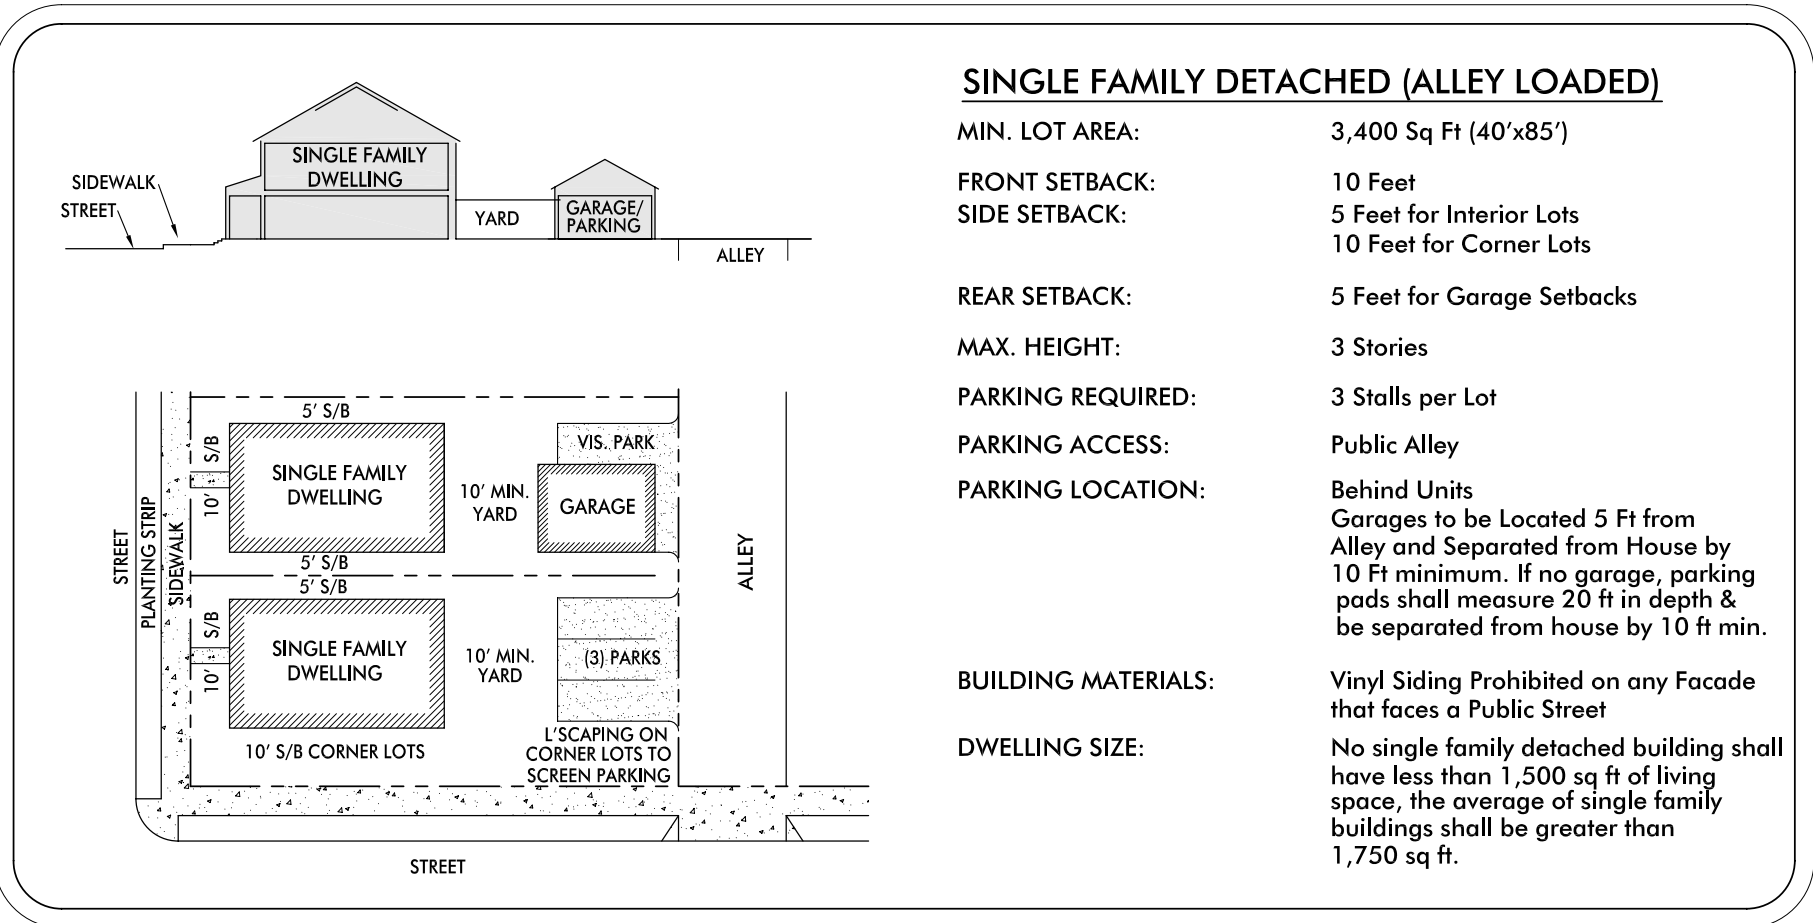 SINGLE FAMILY DETACHED (ALLEY LOADED)
MIN. LOT AREA: 3,400 Sq Ft (40'x85')
FRONT SETBACK: 10 Feet
SIDE SETBACK: 5 Feet for Interior Lots
10 Feet for Corner Lots
REAR SETBACK: 5 Feet for Garage Setbacks
MAX. HEIGHT: 3 Stories
PARKING REQUIRED: 3 Stalls per Lot
PARKING ACCESS: Public Alley
PARKING LOCATION: Behind Units
Garages to be Located 5 Ft from
Alley and Separated from House by
10 Ft minimum. If no garage, parking
pads shall measure 20 ft in depth &
be separated from house by 10 ft min.
BUILDING MATERIALS: Vinyl Siding Prohibited on any Facade
that faces a Public Street
DWELLING SIZE: No single family detached building shall
have less than 1,500 sq ft of living
space, the average of single family
buildings shall be greater than
1,750 sq ft.
SINGLE FAMILY
DWELLING
SIDEWALK
STREET
YARD
GARAGE/
PARKING
ALLEY
5' S/B
10' S/B
SINGLE FAMILY
DWELLING
10' MIN.
YARD
VIS. PARK
GARAGE
5' S/B
5' S/B
10' S/B
SINGLE FAMILY
DWELLING
10' MIN.
YARD
(3) PARKS
10' S/B CORNER LOTS
L'SCAPING ON
CORNER LOTS TO
SCREEN PARKING
STREET
PLANTING STRIP
SIDEWALK
ALLEY
STREET